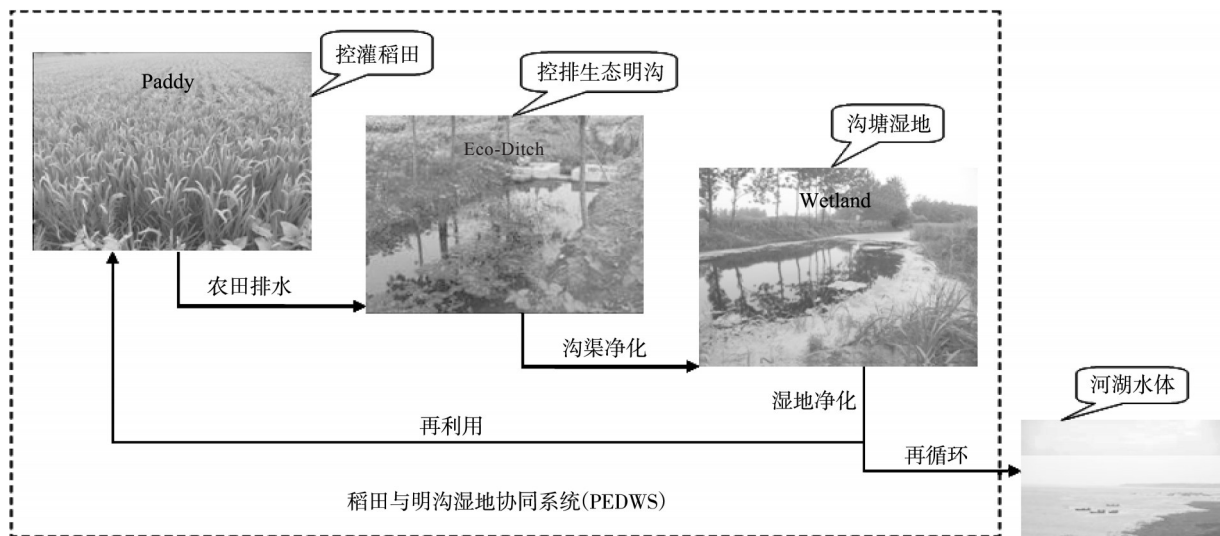 控灌稻田
Paddy
控排生态明沟
Eco-Ditch
沟塘湿地
Wetland
农田排水
沟渠净化
湿地净化
河湖水体
再利用
再循环
稻田与明沟湿地协同系统(PEDWS)